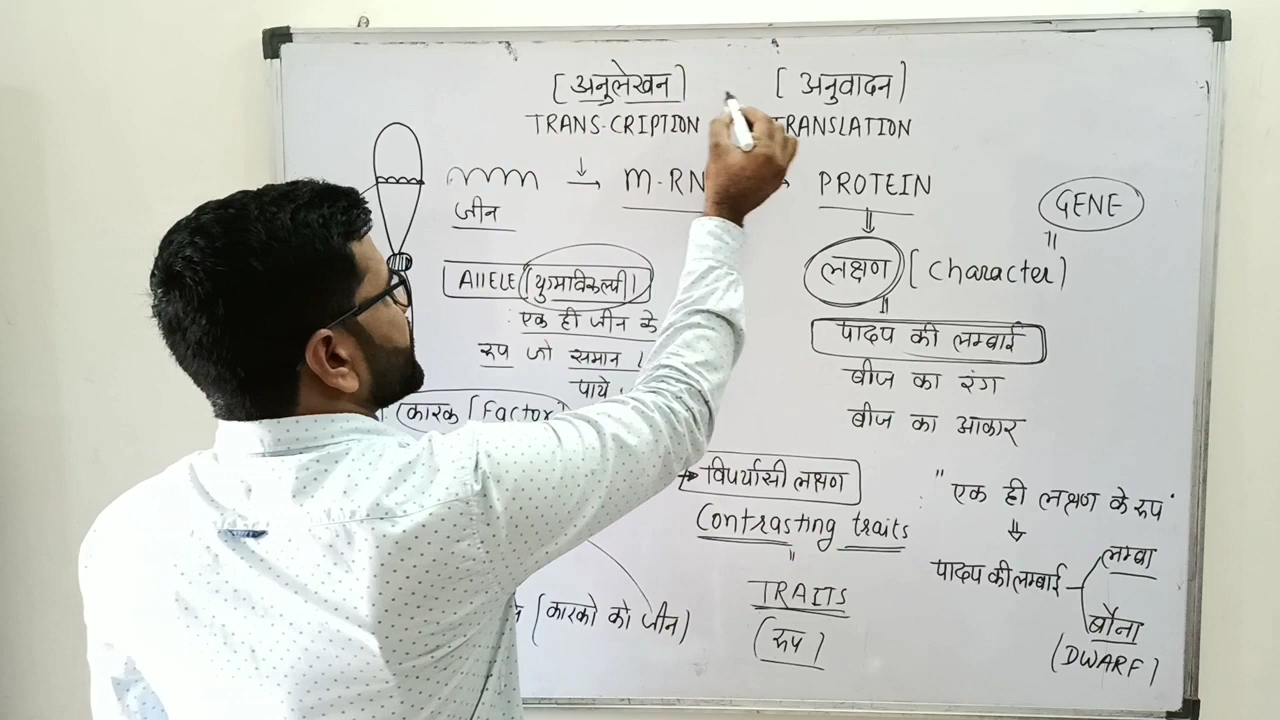 [अनुलेखन] [अनुवादन]
TRANS-CRIPTION TRANSLATION
→ m-RN → PROTEIN
जीन
GENE
लक्षण [Character]
AllELE [युग्मविकल्पी]
एक ही जीन के
रूप जो समान
पाये
पादप की लम्बाई
बीज का रंग
बीज का आकार
कारक [Factor]
→ विपर्यासी लक्षण
Contrasting traits
"
TRAITS
(रुप)
(कारको को जीन)
" एक ही लक्षण के रुप "
पादप की लम्बाई
लम्बा
बौना
(DWARF)